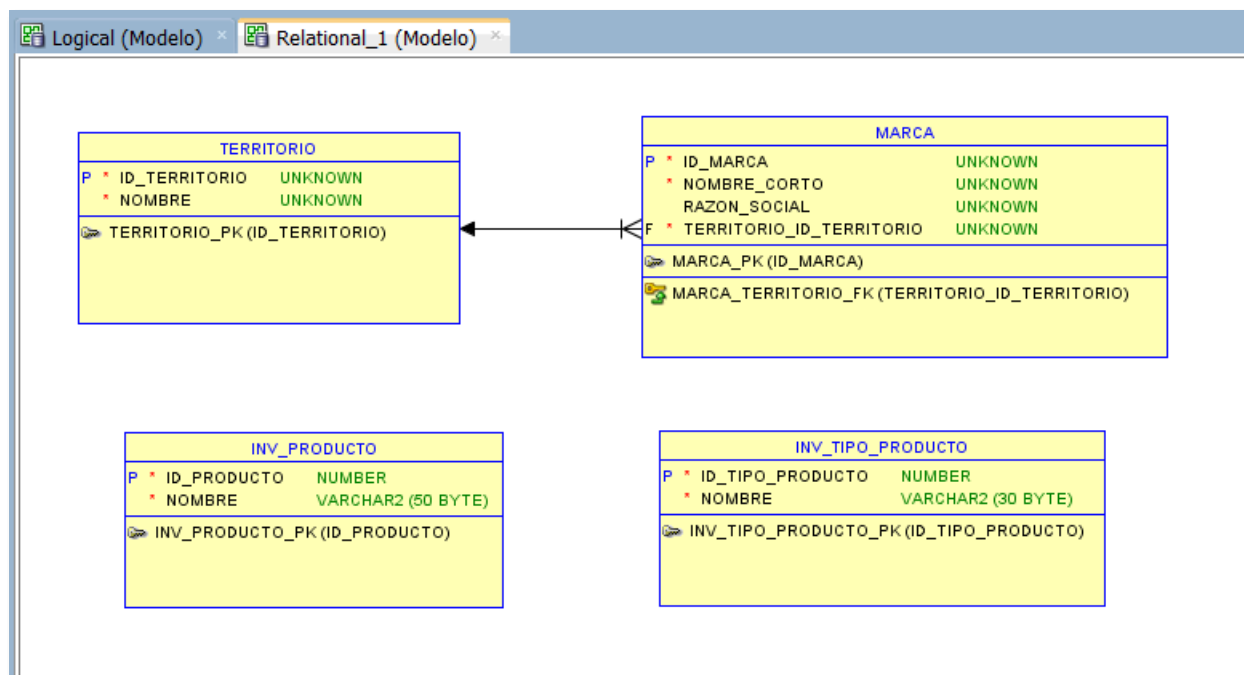 Logical (Modelo) × Relational_1 (Modelo) ×
TERRITORIO
P * ID_TERRITORIO UNKNOWN
* NOMBRE UNKNOWN
TERRITORIO_PK (ID_TERRITORIO)
MARCA
P * ID_MARCA UNKNOWN
* NOMBRE_CORTO UNKNOWN
RAZON_SOCIAL UNKNOWN
F * TERRITORIO_ID_TERRITORIO UNKNOWN
MARCA_PK (ID_MARCA)
MARCA_TERRITORIO_FK (TERRITORIO_ID_TERRITORIO)
INV_PRODUCTO
P * ID_PRODUCTO NUMBER
* NOMBRE VARCHAR2 (50 BYTE)
INV_PRODUCTO_PK (ID_PRODUCTO)
INV_TIPO_PRODUCTO
P * ID_TIPO_PRODUCTO NUMBER
* NOMBRE VARCHAR2 (30 BYTE)
INV_TIPO_PRODUCTO_PK (ID_TIPO_PRODUCTO)